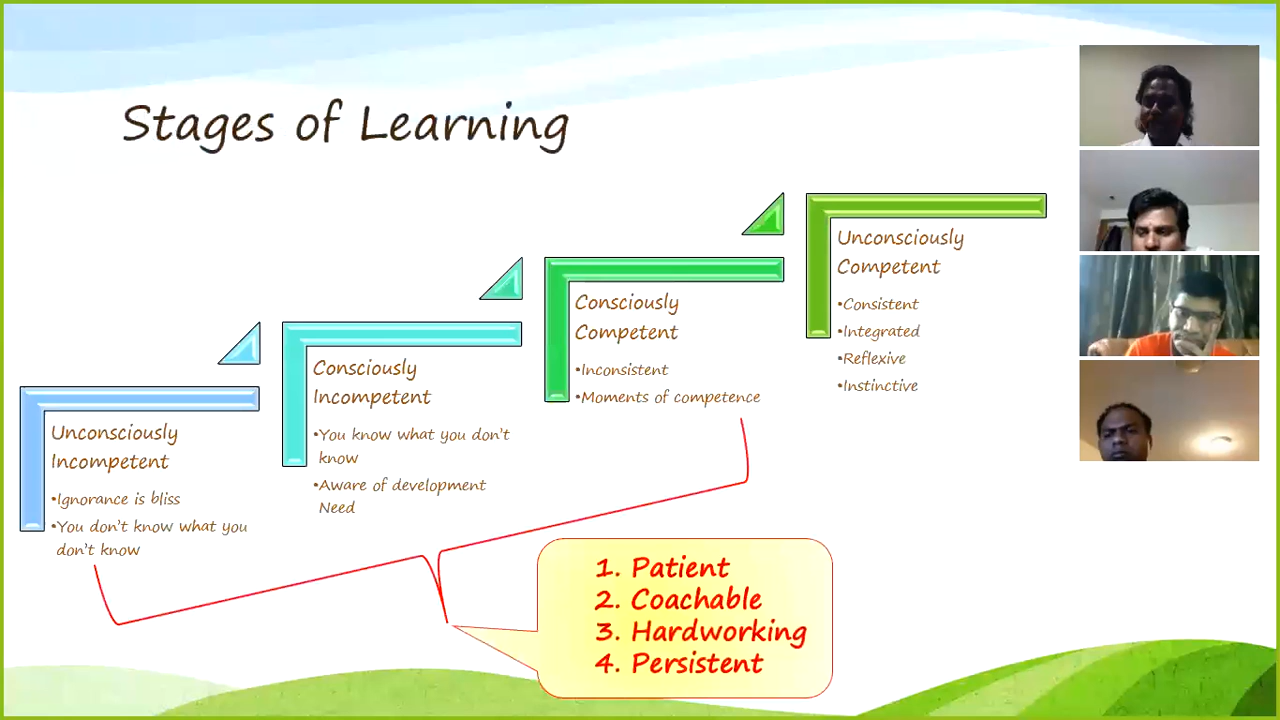 Stages of Learning
Unconsciously
Incompetent
•Ignorance is bliss
•You don't know what you
don't know
Consciously
Incompetent
•You know what you don't
know
•Aware of development
Need
Consciously
Competent
•Inconsistent
•Moments of competence
Unconsciously
Competent
•Consistent
•Integrated
•Reflexive
•Instinctive
1. Patient
2. Coachable
3. Hardworking
4. Persistent